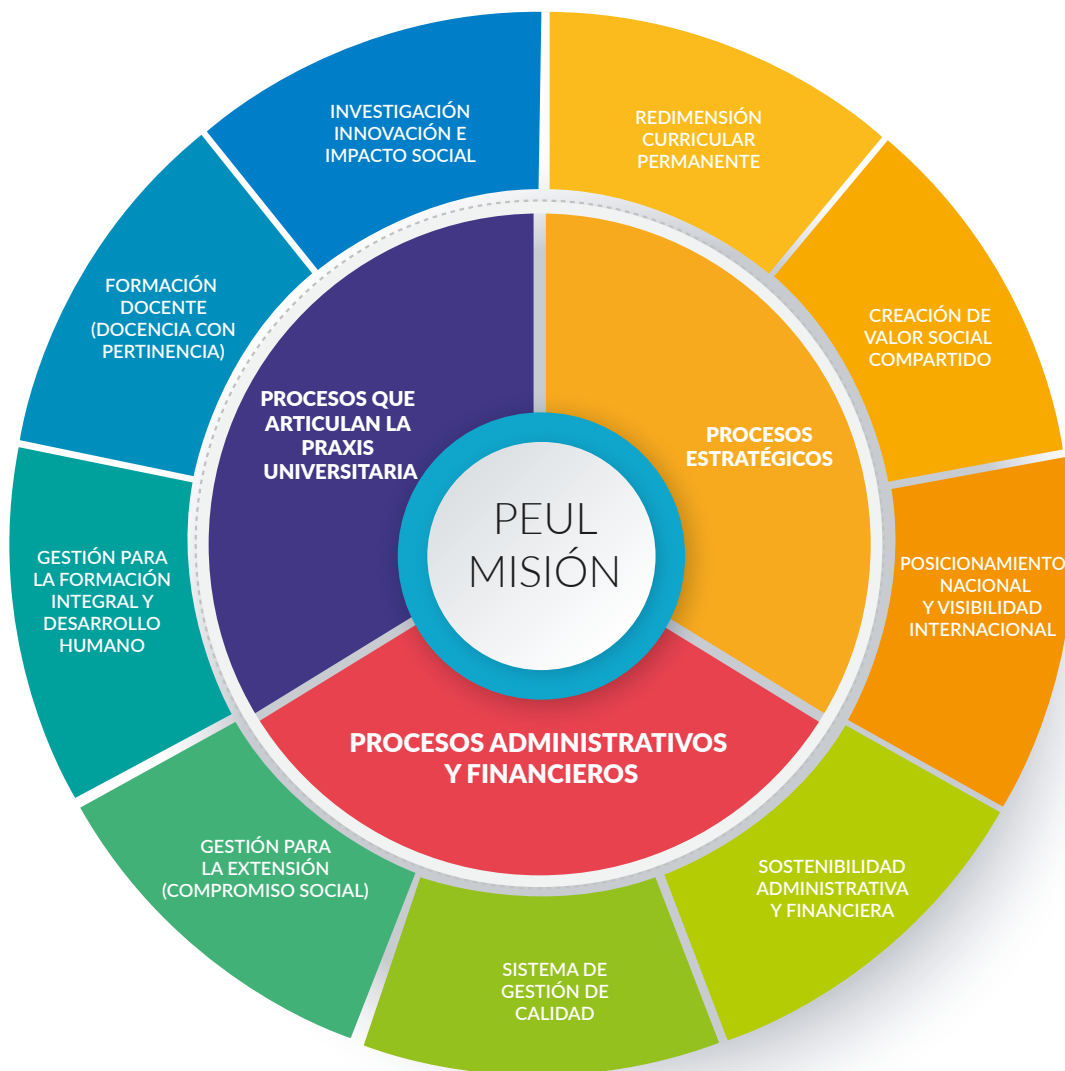 INVESTIGACIÓN
INNOVACIÓN E
IMPACTO SOCIAL
REDIMENSIÓN
CURRICULAR
PERMANENTE
FORMACIÓN
DOCENTE
(DOCENCIA CON
PERTINENCIA)
CREACIÓN DE
VALOR SOCIAL
COMPARTIDO
PROCESOS QUE
ARTICULAN LA
PRAXIS
UNIVERSITARIA
PROCESOS
ESTRATÉGICOS
PEUL
MISIÓN
GESTIÓN PARA
LA FORMACIÓN
INTEGRAL Y
DESARROLLO
HUMANO
POSICIONAMIENTO
NACIONAL
Y VISIBILIDAD
INTERNACIONAL
PROCESOS ADMINISTRATIVOS
Y FINANCIEROS
GESTIÓN PARA
LA EXTENSIÓN
(COMPROMISO SOCIAL)
SOSTENIBILIDAD
ADMINISTRATIVA
Y FINANCIERA
SISTEMA DE
GESTIÓN DE
CALIDAD